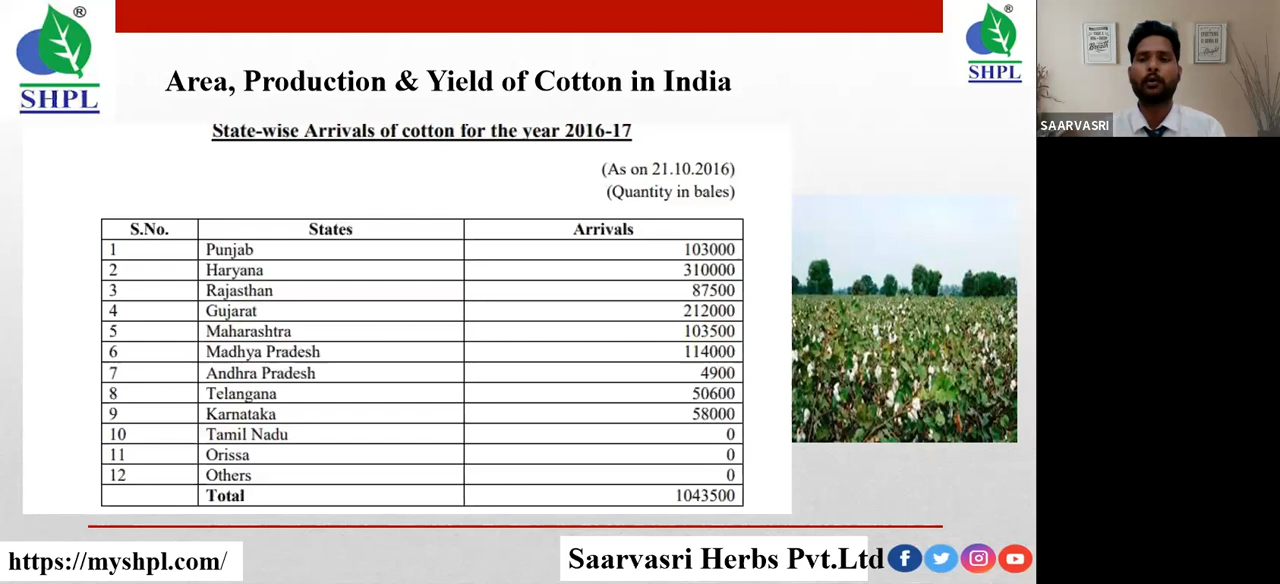 ®
SHPL
Area, Production & Yield of Cotton in India
®
SHPL
SAARVASRI
State-wise Arrivals of cotton for the year 2016-17
(As on 21.10.2016)
(Quantity in bales)
S.No. States Arrivals
1 Punjab 103000
2 Haryana 310000
3 Rajasthan 87500
4 Gujarat 212000
5 Maharashtra 103500
6 Madhya Pradesh 114000
7 Andhra Pradesh 4900
8 Telangana 50600
9 Karnataka 58000
10 Tamil Nadu 0
11 Orissa 0
12 Others 0
Total 1043500
https://myshpl.com/
Saarvasri Herbs Pvt.Ltd